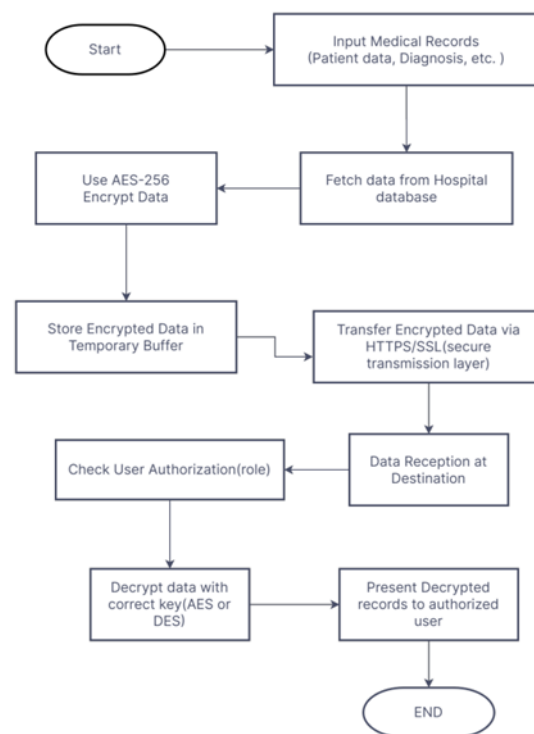 Start
Input Medical Records
(Patient data, Diagnosis, etc. )
Fetch data from Hospital
database
Use AES-256
Encrypt Data
Store Encrypted Data in
Temporary Buffer
Transfer Encrypted Data via
HTTPS/SSL(secure
transmission layer)
Data Reception at
Destination
Check User Authorization(role)
Decrypt data with
correct key(AES or
DES)
Present Decrypted
records to authorized
user
END